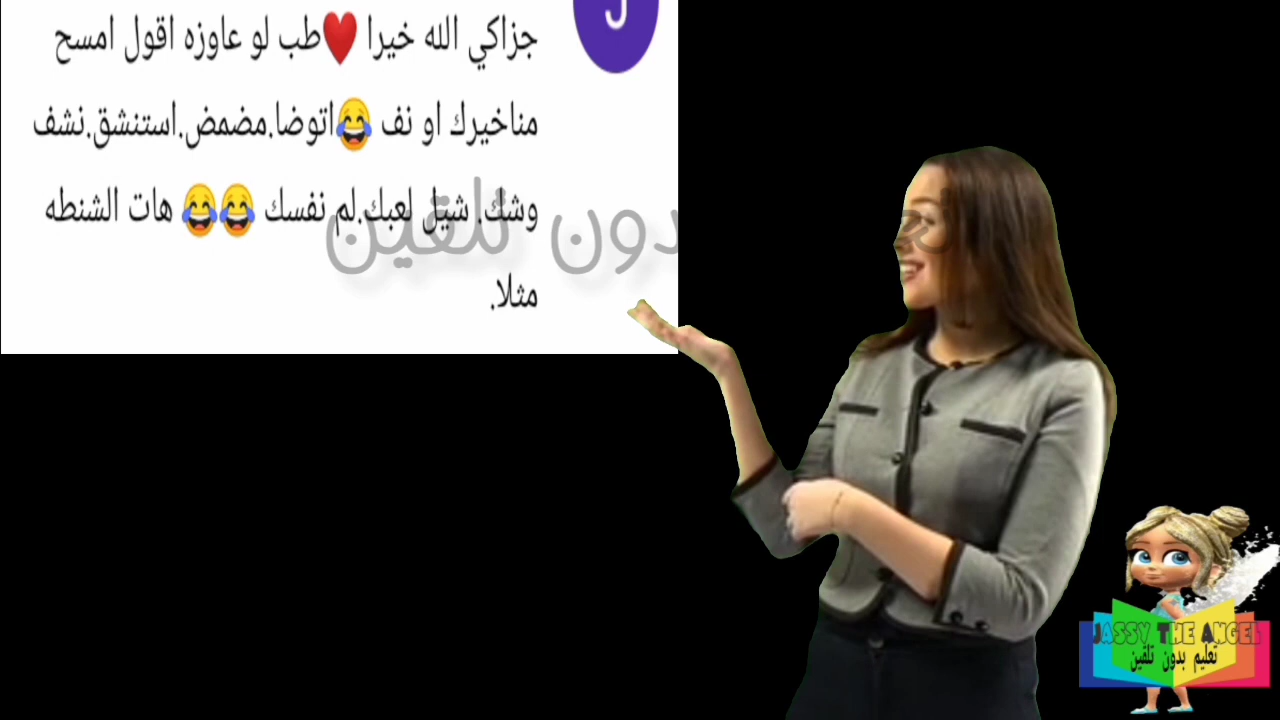 جزاكي الله خيرا ❤️طب لو عاوزه اقول امسح
مناخيرك او نف 😂اتوضا.مضمض.استنشق.نشف
وشك. شيل لعبك.لم نفسك 😂😂 هات الشنطه
مثلا.
بدون تلقين
J
JASSY THE ANGEL
تعليم بدون تلقين